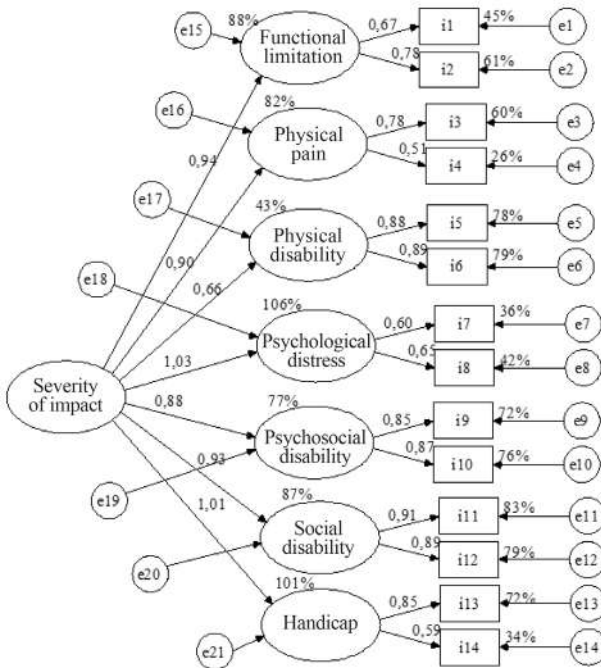 e15
88%
Functional
limitation
0,67
i1
45%
e1
0,78
i2
61%
e2
e16
82%
Physical
pain
0,78
i3
60%
e3
0,51
i4
26%
e4
0,94
e17
43%
Physical
disability
0,88
i5
78%
e5
0,89
i6
79%
e6
0,90
0,66
e18
106%
Psychological
distress
0,60
i7
36%
e7
0,65
i8
42%
e8
1,03
Severity
of impact
0,88
77%
Psychosocial
disability
0,85
i9
72%
e9
0,87
i10
76%
e10
0,93
e19
1,01
87%
Social
disability
0,91
i11
83%
e11
0,89
i12
79%
e12
e20
101%
Handicap
0,85
i13
72%
e13
0,59
i14
34%
e14
e21